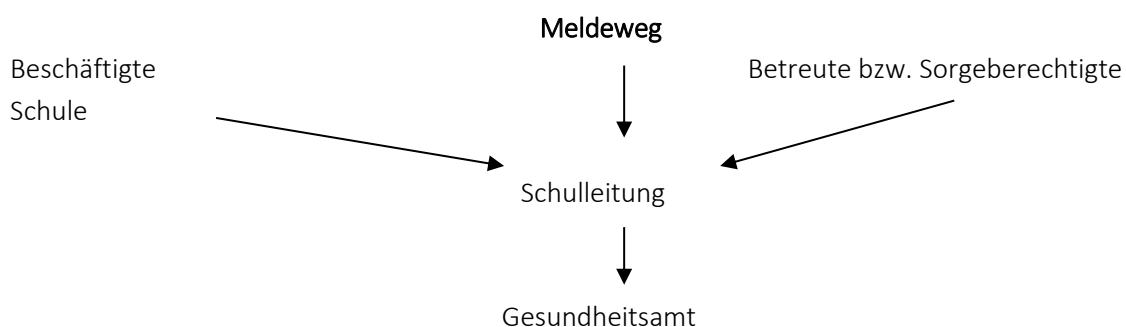 Meldeweg
Beschäftigte
Schule
Betreute bzw. Sorgeberechtigte
Schulleitung
Gesundheitsamt